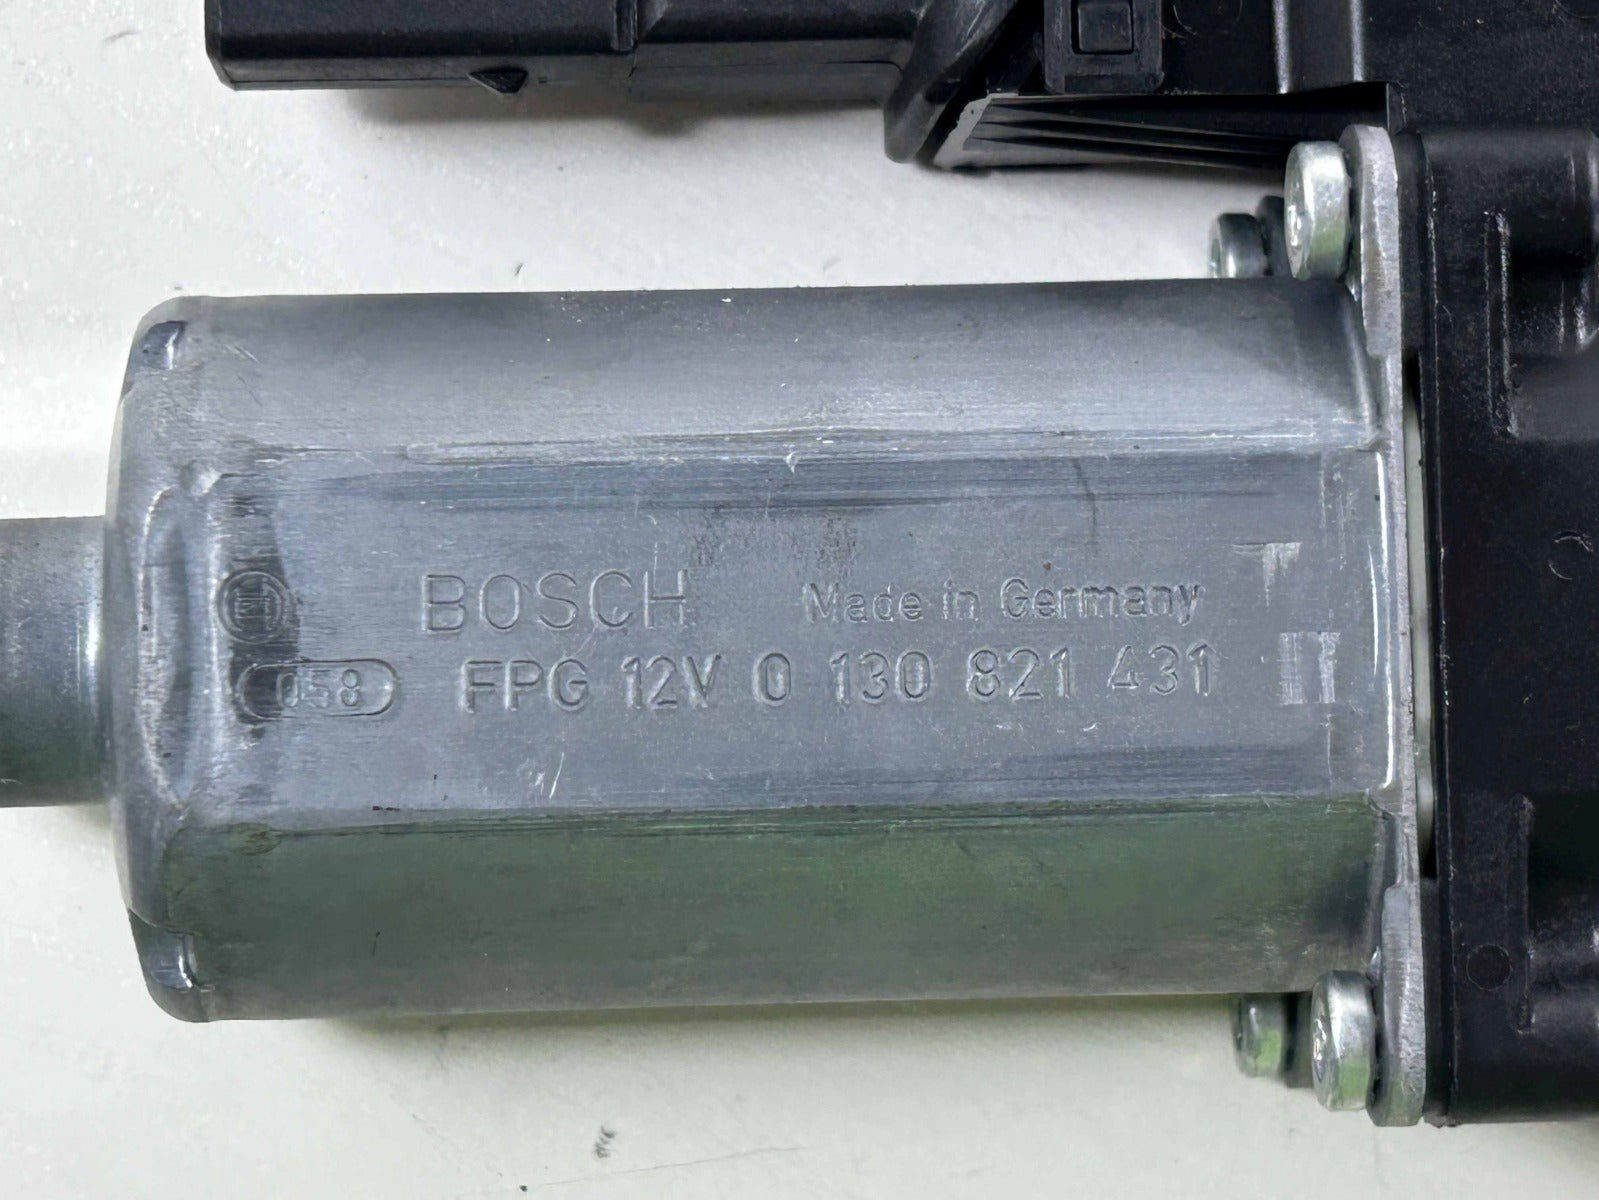 BOSCH Made in Germany
058 FPG 12V 0 130 821 431